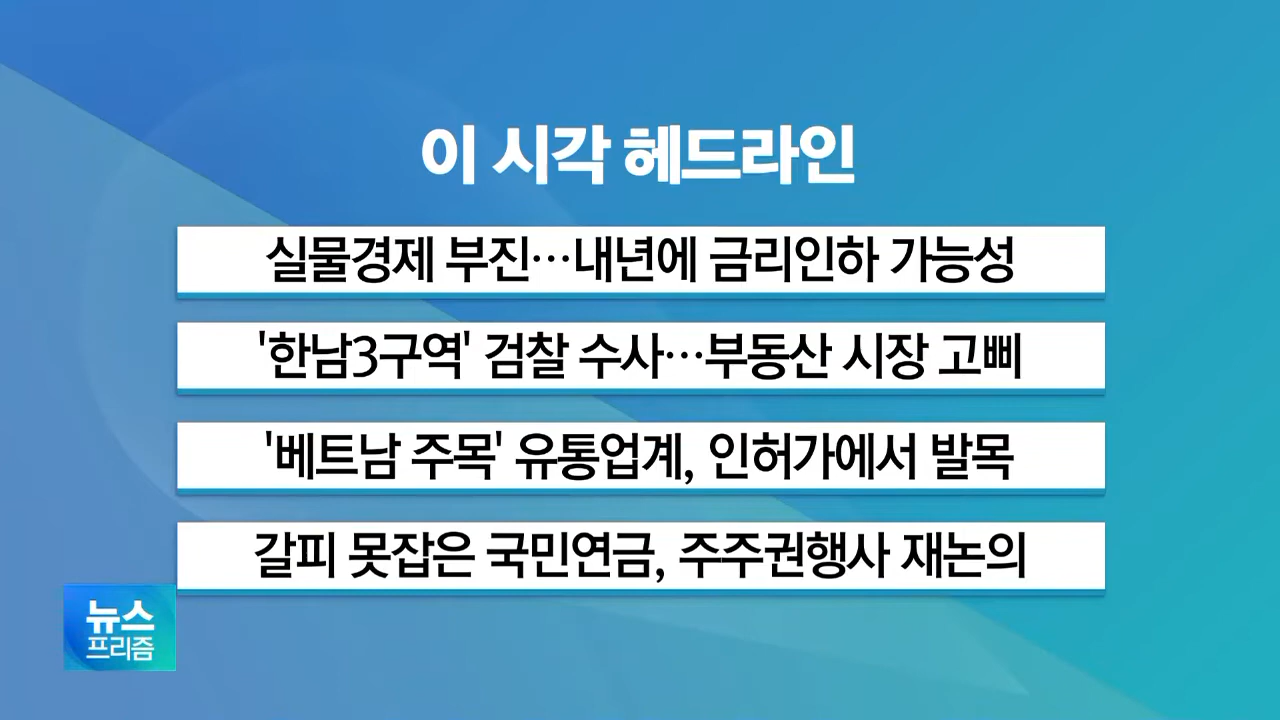 이 시각 헤드라인
실물경제 부진…내년에 금리인하 가능성
'한남3구역' 검찰 수사…부동산 시장 고삐
'베트남 주목' 유통업계, 인허가에서 발목
갈피 못잡은 국민연금, 주주권행사 재논의
뉴스
프리즘